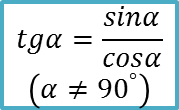 tgα = sinα / cosα
(α ≠ 90°)